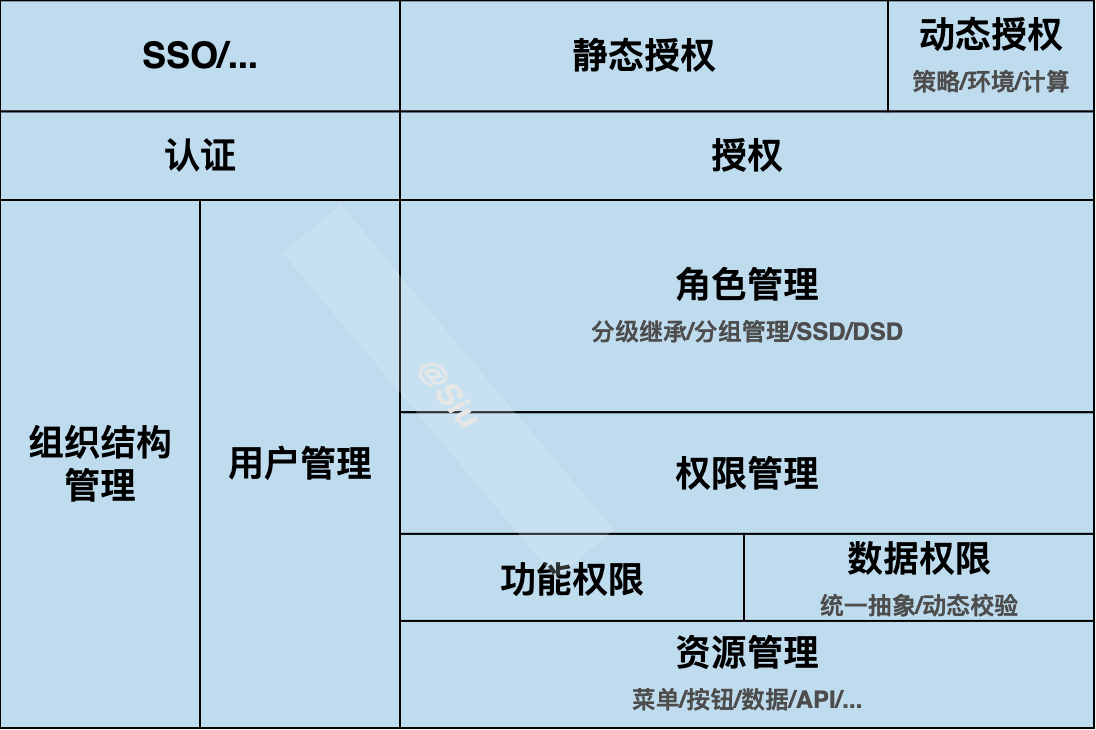 SSO/...
静态授权
动态授权
策略/环境/计算
认证
授权
组织结构
管理
用户管理
角色管理
分级继承/分组管理/SSD/DSD
@Siu
权限管理
功能权限
数据权限
统一抽象/动态校验
资源管理
菜单/按钮/数据/API/...